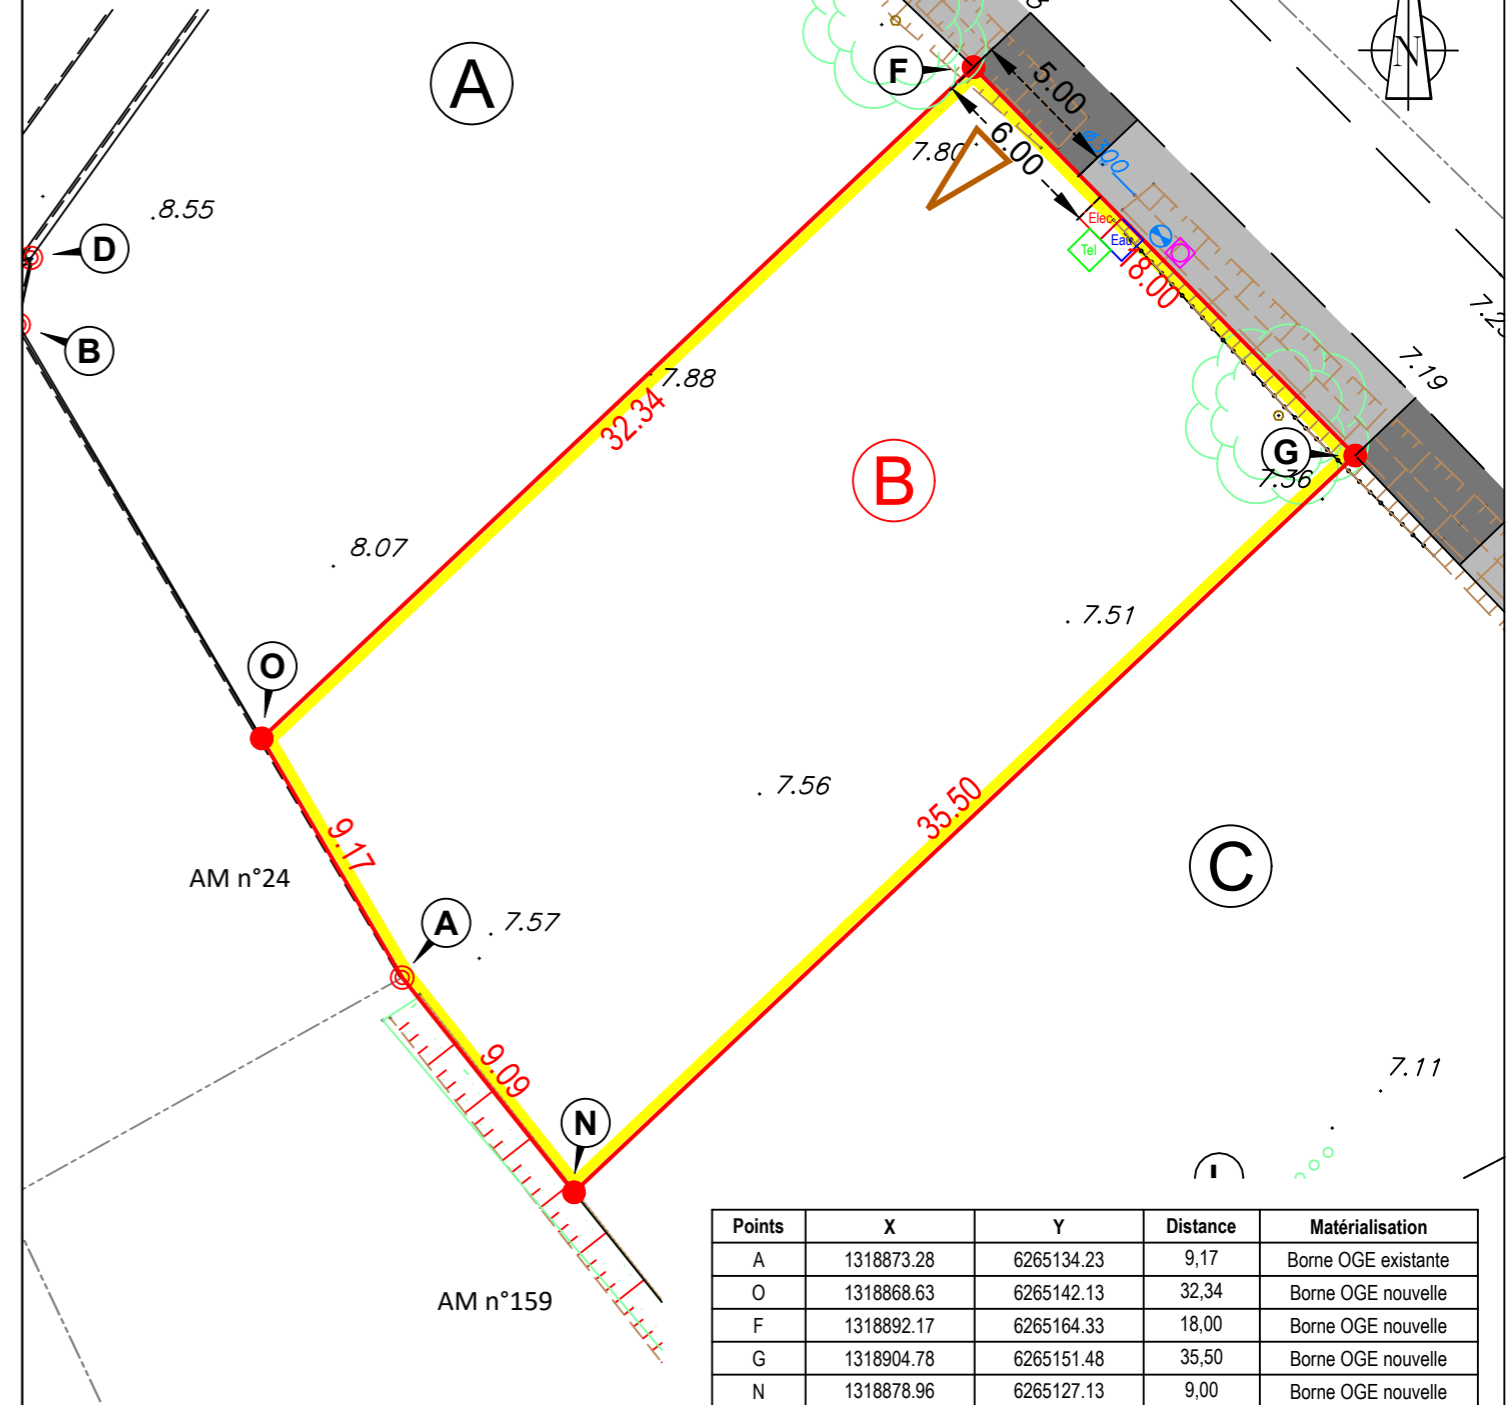 A
F
5.00
N
6.00
7.80
ø300
.8.55
D
B
Elec
Eau
Tel
18.00
7.19
7.88
32.34
B
G
7.36
8.07
7.51
O
7.56
35.50
9.17
AM n°24
C
A
7.57
9.09
7.11
N
Points X Y Distance Matérialisation
A 1318873.28 6265134.23 9,17 Borne OGE existante
O 1318868.63 6265142.13 32,34 Borne OGE nouvelle
F 1318892.17 6265164.33 18,00 Borne OGE nouvelle
G 1318904.78 6265151.48 35,50 Borne OGE nouvelle
N 1318878.96 6265127.13 9,00 Borne OGE nouvelle
AM n°159